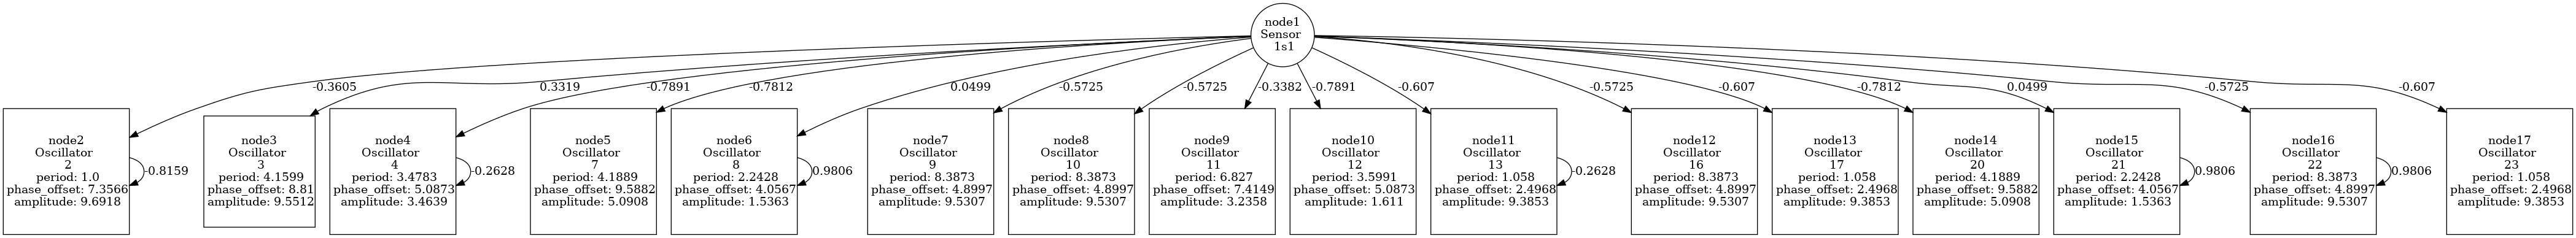 node1
Sensor
1s1
-0.3605
0.3319
-0.7891
-0.7812
0.0499
-0.5725
-0.5725
-0.3382
-0.7891
-0.607
-0.5725
-0.607
-0.7812
0.0499
-0.5725
-0.607
node2
Oscillator
2
period: 1.0
phase_offset: 7.3566
amplitude: 9.6918
-0.8159
node3
Oscillator
3
period: 4.1599
phase_offset: 8.81
amplitude: 9.5512
node4
Oscillator
4
period: 3.4783
phase_offset: 5.0873
amplitude: 3.4639
-0.2628
node5
Oscillator
7
period: 4.1889
phase_offset: 9.5882
amplitude: 5.0908
node6
Oscillator
8
period: 2.2428
phase_offset: 4.0567
amplitude: 1.5363
0.9806
node7
Oscillator
9
period: 8.3873
phase_offset: 4.8997
amplitude: 9.5307
node8
Oscillator
10
period: 8.3873
phase_offset: 4.8997
amplitude: 9.5307
node9
Oscillator
11
period: 6.827
phase_offset: 7.4149
amplitude: 3.2358
node10
Oscillator
12
period: 3.5991
phase_offset: 5.0873
amplitude: 1.611
node11
Oscillator
13
period: 1.058
phase_offset: 2.4968
amplitude: 9.3853
-0.2628
node12
Oscillator
16
period: 8.3873
phase_offset: 4.8997
amplitude: 9.5307
node13
Oscillator
17
period: 1.058
phase_offset: 2.4968
amplitude: 9.3853
node14
Oscillator
20
period: 4.1889
phase_offset: 9.5882
amplitude: 5.0908
node15
Oscillator
21
period: 2.2428
phase_offset: 4.0567
amplitude: 1.5363
0.9806
node16
Oscillator
22
period: 8.3873
phase_offset: 4.8997
amplitude: 9.5307
0.9806
node17
Oscillator
23
period: 1.058
phase_offset: 2.4968
amplitude: 9.3853